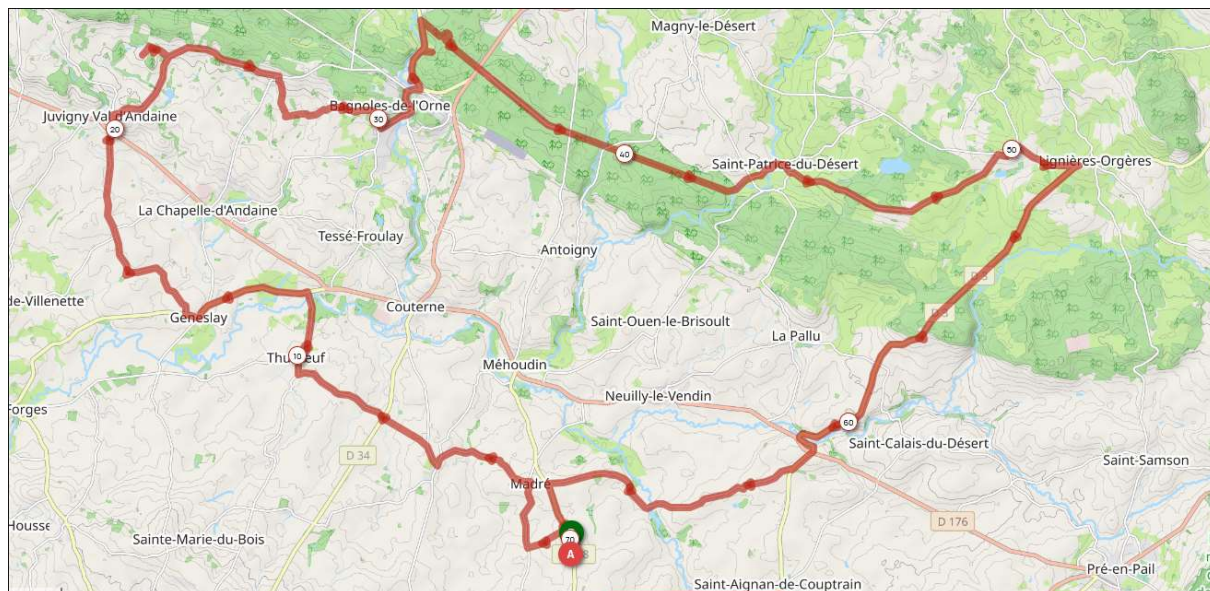 Magny-le-Désert
Juvigny Val d'Andaine
20
Bagnoles-de-l'Orne
30
40
Saint-Patrice-du-Désert
50
Lignières-Orgères
La Chapelle-d'Andaine
Tessé-Froulay
Antoigny
de-Villenette
Geneslay
Couterne
Saint-Ouen-le-Brisoult
La Pallu
10
Méhoudin
Forges
Neuilly-le-Vendin
60
Saint-Calais-du-Désert
D 34
Saint-Samson
Madré
Housse
Sainte-Marie-du-Bois
D 176
70
A
Pré-en-Pail
Saint-Aignan-de-Couptrain